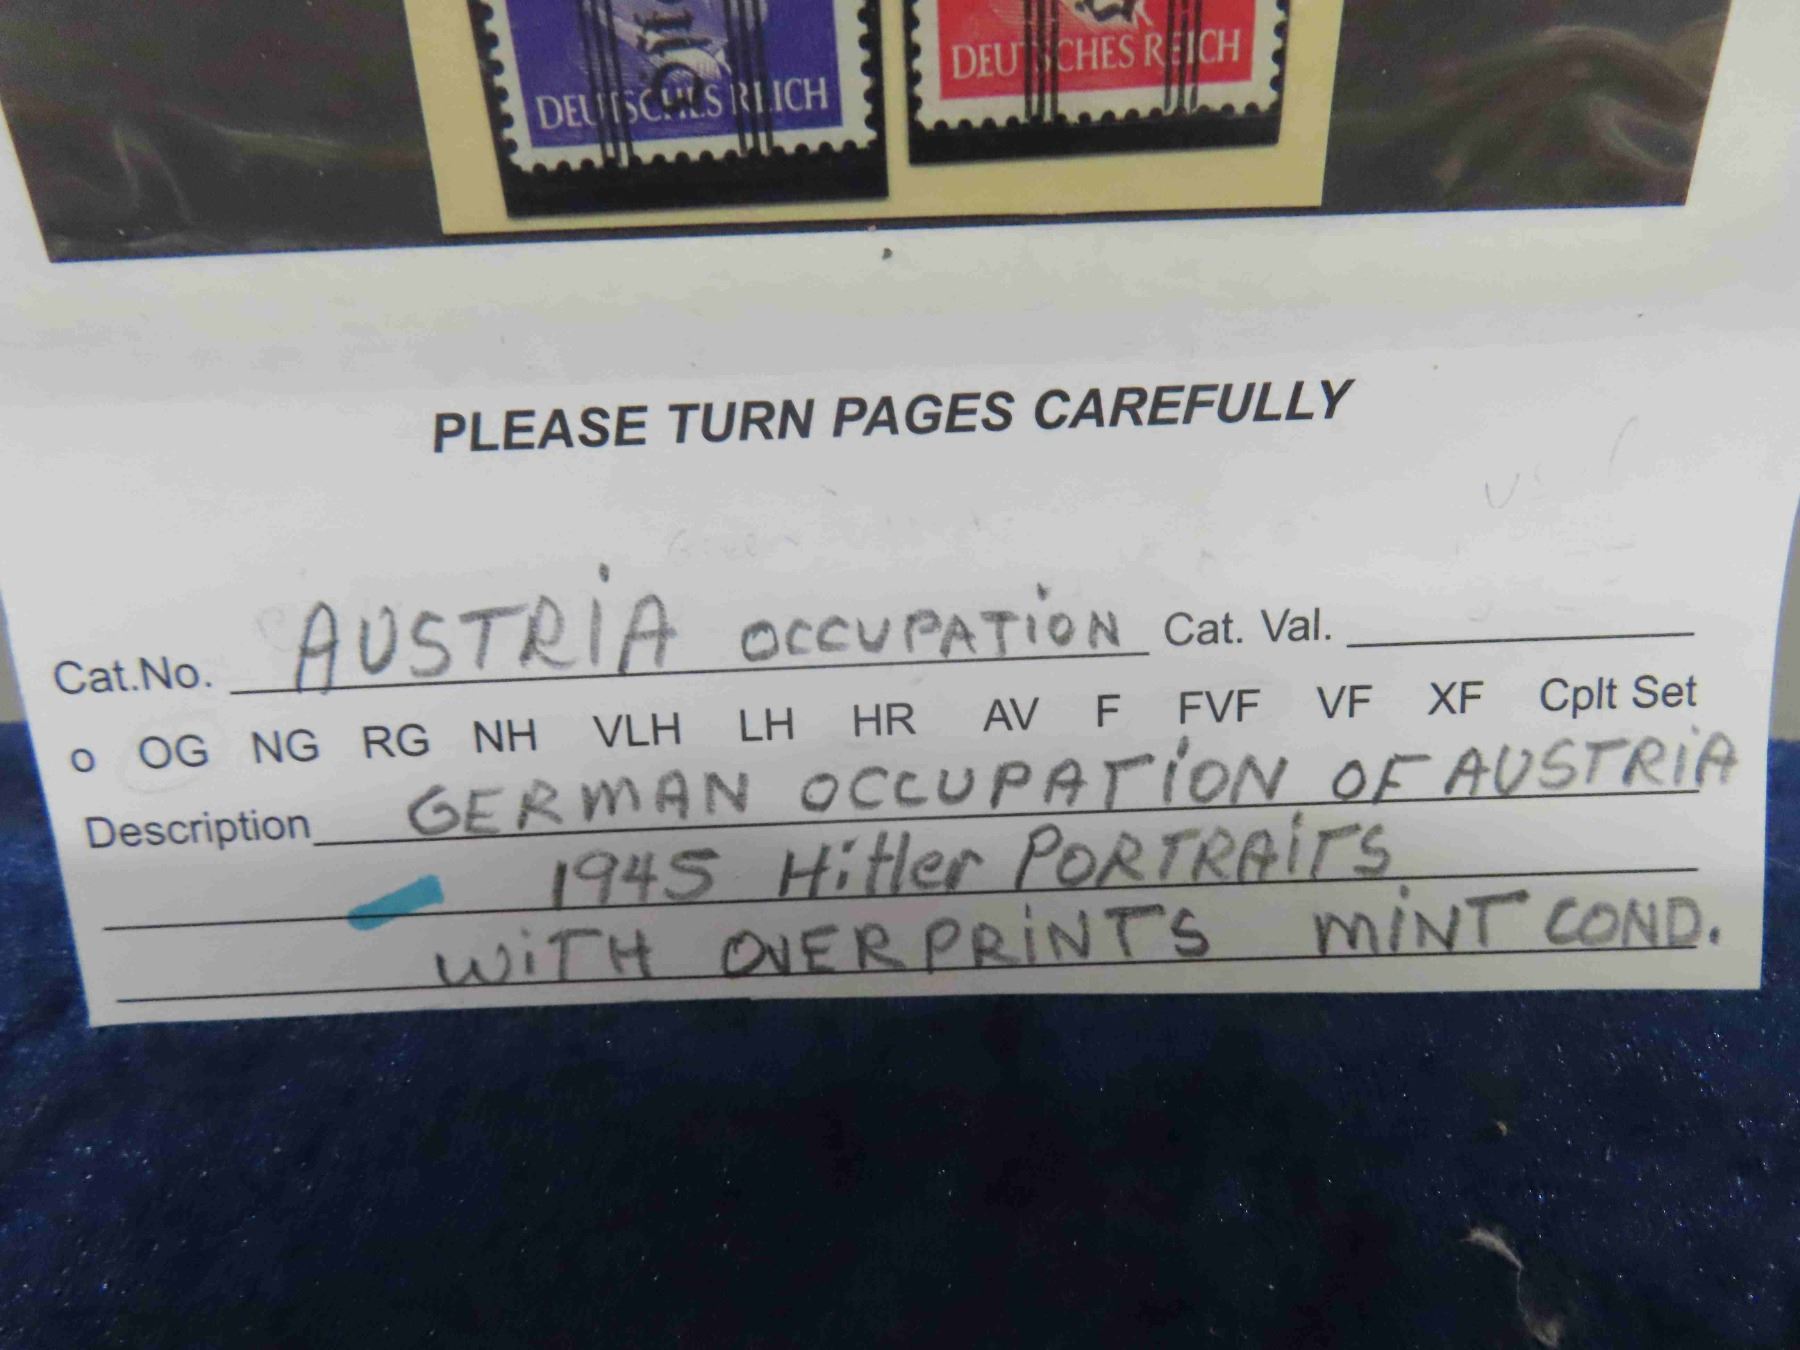 DEUTSCHES REICH
DEUTSCHES REICH
PLEASE TURN PAGES CAREFULLY
Cat.No. AUSTRIA OCCUPATION Cat. Val.
o OG NG RG NH VLH LH HR AV F FVF VF XF Cplt Set
Description GERMAN OCCUPATION OF AUSTRIA
1945 Hitler PORTRAITS
WITH OVERPRINTS MINT COND.